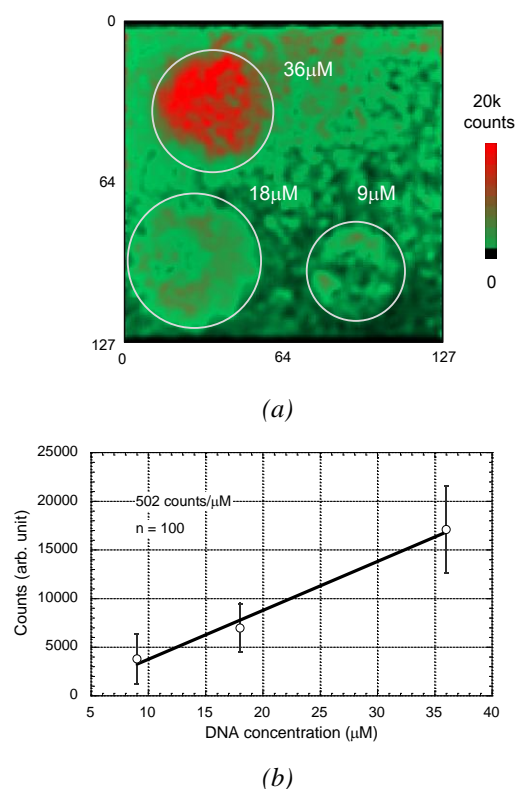 0
36μM
20k
counts
64
18μM
9μM
0
127
0
64
127
(a)
25000
20000
15000
10000
5000
0
Counts (arb. unit)
502 counts/μM
n = 100
5
10
15
20
25
30
35
40
DNA concentration (μM)
(b)